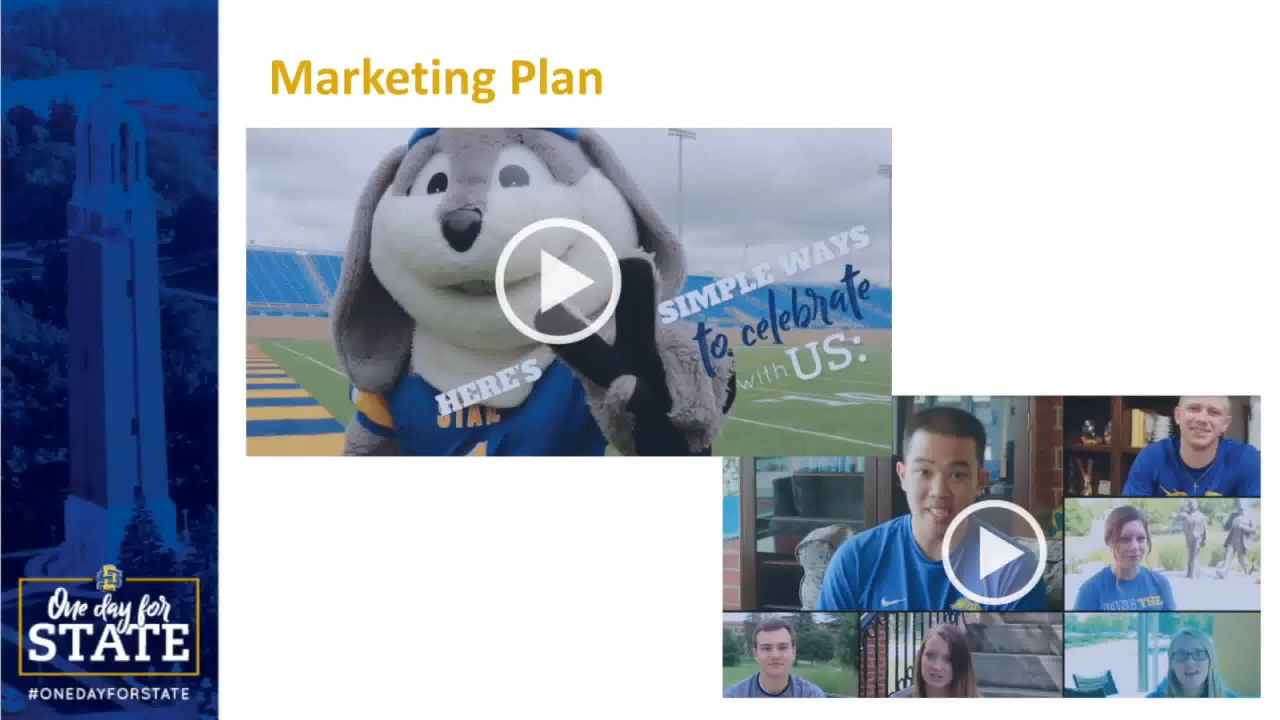 Marketing Plan
HERE'S
SIMPLE WAYS
to celebrate
with US:
One day for
STATE
#ONEDAYFORSTATE